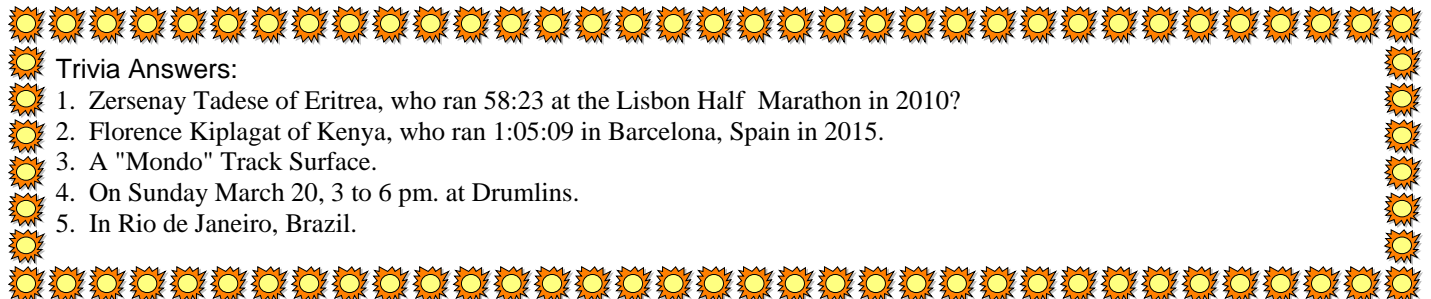 Trivia Answers:
1. Zersenay Tadese of Eritrea, who ran 58:23 at the Lisbon Half Marathon in 2010?
2. Florence Kiplagat of Kenya, who ran 1:05:09 in Barcelona, Spain in 2015.
3. A "Mondo" Track Surface.
4. On Sunday March 20, 3 to 6 pm. at Drumlins.
5. In Rio de Janeiro, Brazil.